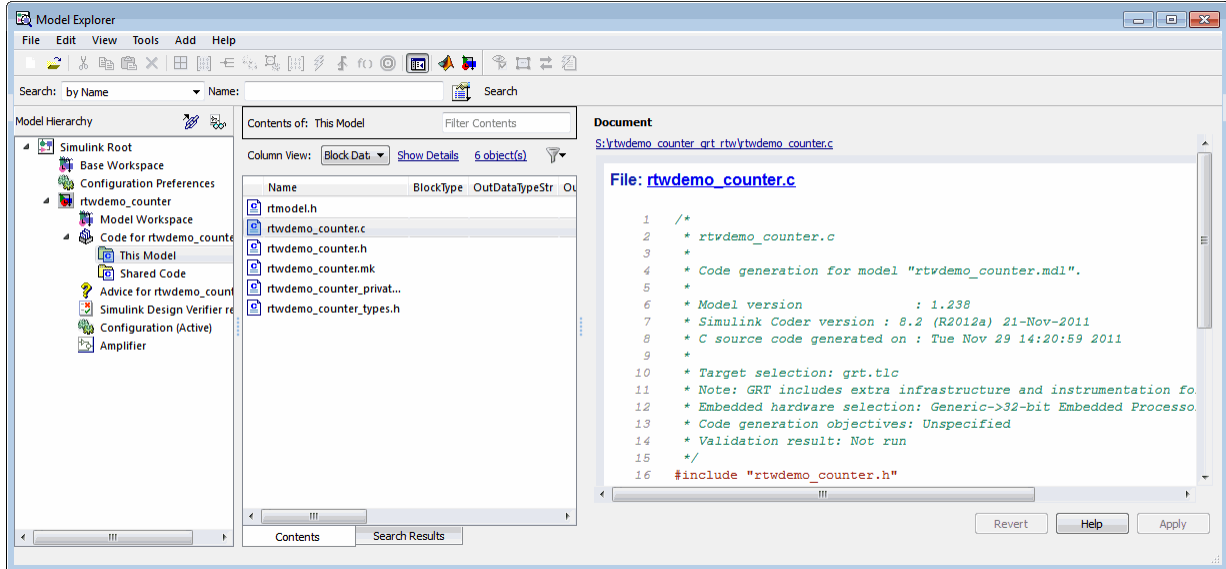 Model Explorer
File Edit View Tools Add Help
Search: by Name Name: Search
Model Hierarchy
Simulink Root
Base Workspace
Configuration Preferences
rtwdemo_counter
Model Workspace
Code for rtwdemo_counte
This Model
Shared Code
Advice for rtwdemo_count
Simulink Design Verifier re
Configuration (Active)
Amplifier
Contents of: This Model Filter Contents
Column View: Block Dat Show Details 6 object(s)
Name BlockType OutDataTypeStr Ou
rtmodel.h
rtwdemo_counter.c
rtwdemo_counter.h
rtwdemo_counter.mk
rtwdemo_counter_privat...
rtwdemo_counter_types.h
Contents Search Results
Document
S:\rtwdemo_counter_grt_rtw\rtwdemo_counter.c
File: rtwdemo_counter.c
1 /*
2 * rtwdemo_counter.c
3 *
4 * Code generation for model "rtwdemo_counter.mdl".
5 *
6 * Model version : 1.238
7 * Simulink Coder version : 8.2 (R2012a) 21-Nov-2011
8 * C source code generated on : Tue Nov 29 14:20:59 2011
9 *
10 * Target selection: grt.tlc
11 * Note: GRT includes extra infrastructure and instrumentation fo
12 * Embedded hardware selection: Generic->32-bit Embedded Processo
13 * Code generation objectives: Unspecified
14 * Validation result: Not run
15 */
16 #include "rtwdemo_counter.h"
Revert Help Apply